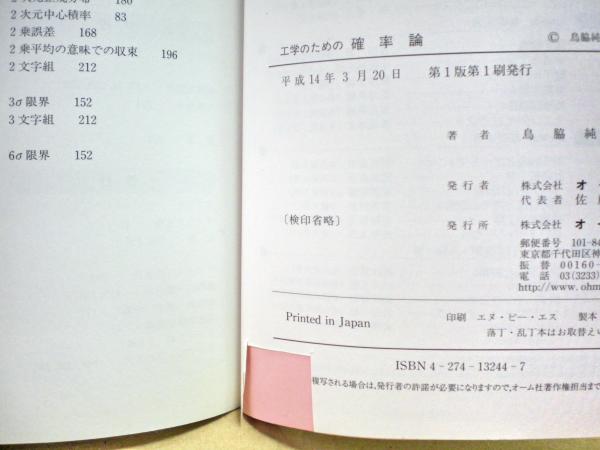 2次元中心積率 83
2乗誤差 168
2乗平均の意味での収束 196
2文字組 212
3σ限界 152
3文字組 212
6σ限界 152
工学のための 確率論
© 鳥脇純
平成14年3月20日 第1版第1刷発行
著者 鳥脇純
発行者 株式会社 オ
代表者 佐
〔検印省略〕
発行所 株式会社 オ
郵便番号 101-84
東京都千代田区神
振替 00160-
電話 03(3233)
http://www.ohm
Printed in Japan
印刷 エヌ・ピー・エス 製本
落丁・乱丁本はお取替え
ISBN 4-274-13244-7
複写される場合は,発行者の許諾が必要になりますので,オーム社著作権担当まで